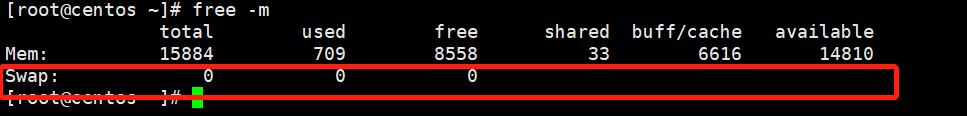 [root@centos ~]# free -m
total used free shared buff/cache available
Mem: 15884 709 8558 33 6616 14810
Swap: 0 0 0
[root@centos ~]#